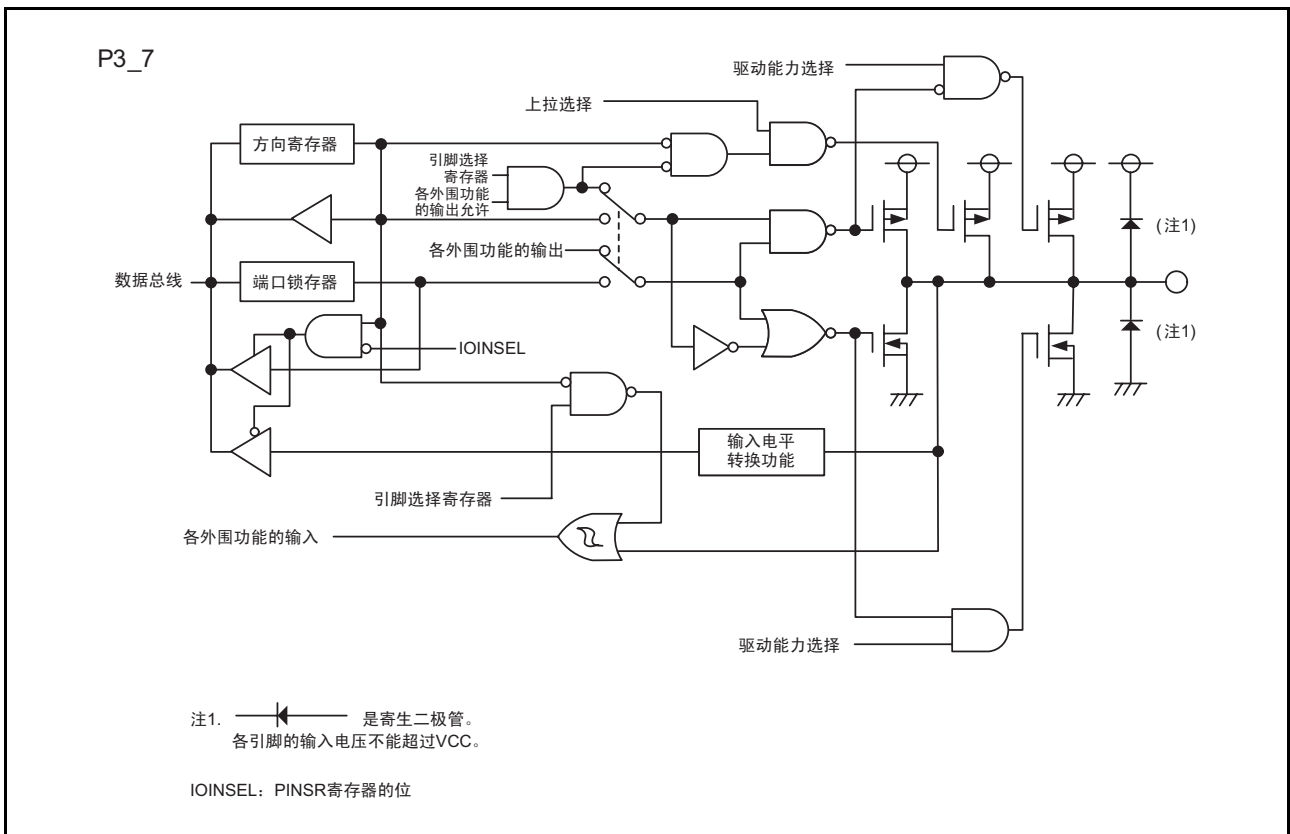 P3_7
驱动能力选择
上拉选择
方向寄存器
引脚选择
寄存器
各外围功能
的输出允许
(注1)
各外围功能的输出
数据总线
端口锁存器
(注1)
IOINSEL
输入电平
转换功能
引脚选择寄存器
各外围功能的输入
驱动能力选择
注1. 是寄生二极管。
各引脚的输入电压不能超过VCC。
IOINSEL：PINSR寄存器的位